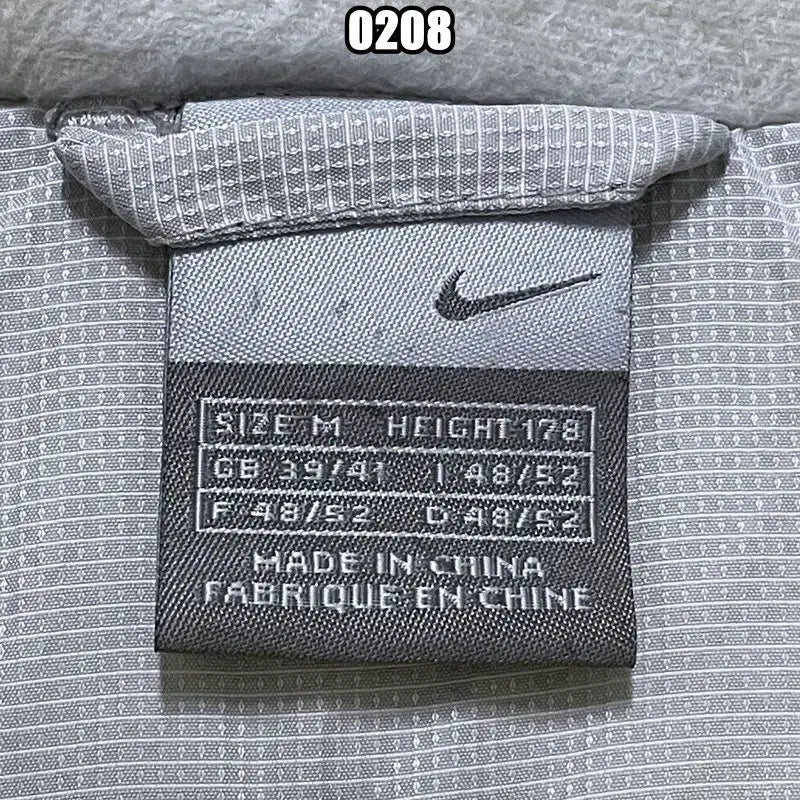 0208
SIZE M HEIGHT 178
GB 39/41 I 48/52
F 48/52 D 48/52
MADE IN CHINA
FABRIQUE EN CHINE